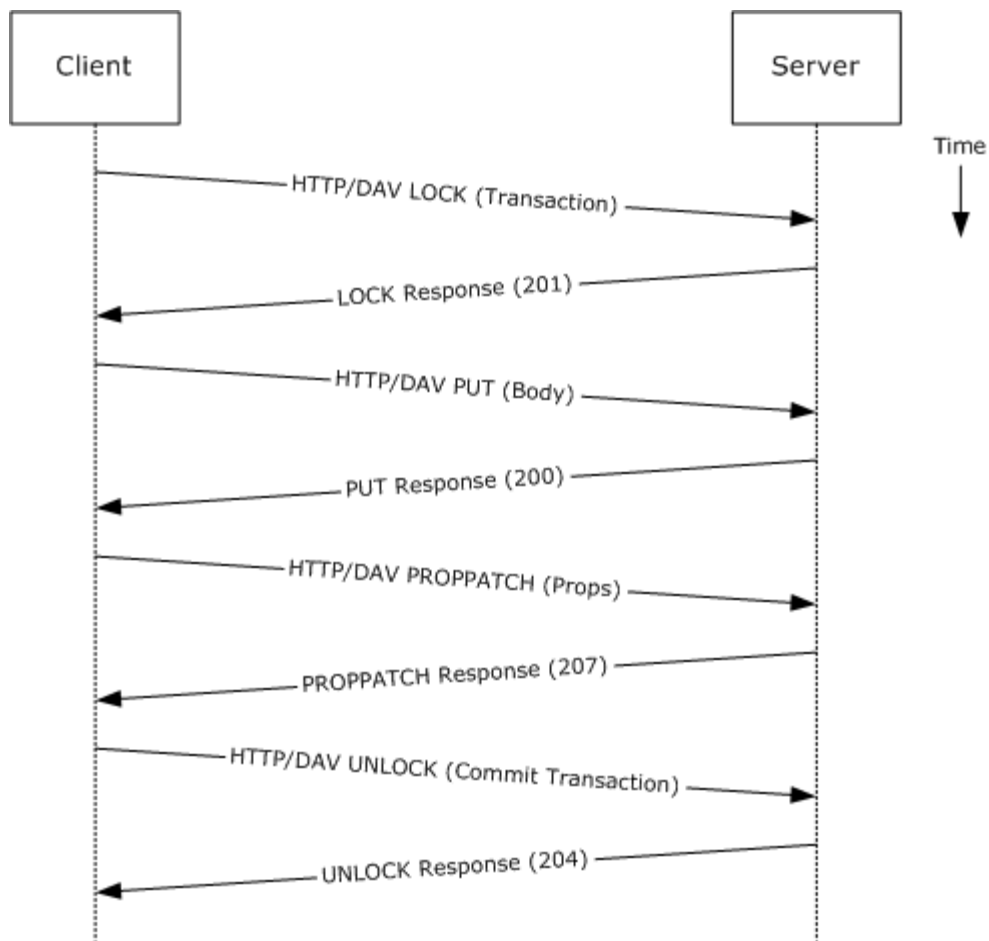 Client
Server
Time
HTTP/DAV LOCK (Transaction)
LOCK Response (201)
HTTP/DAV PUT (Body)
PUT Response (200)
HTTP/DAV PROPPATCH (Props)
PROPPATCH Response (207)
HTTP/DAV UNLOCK (Commit Transaction)
UNLOCK Response (204)